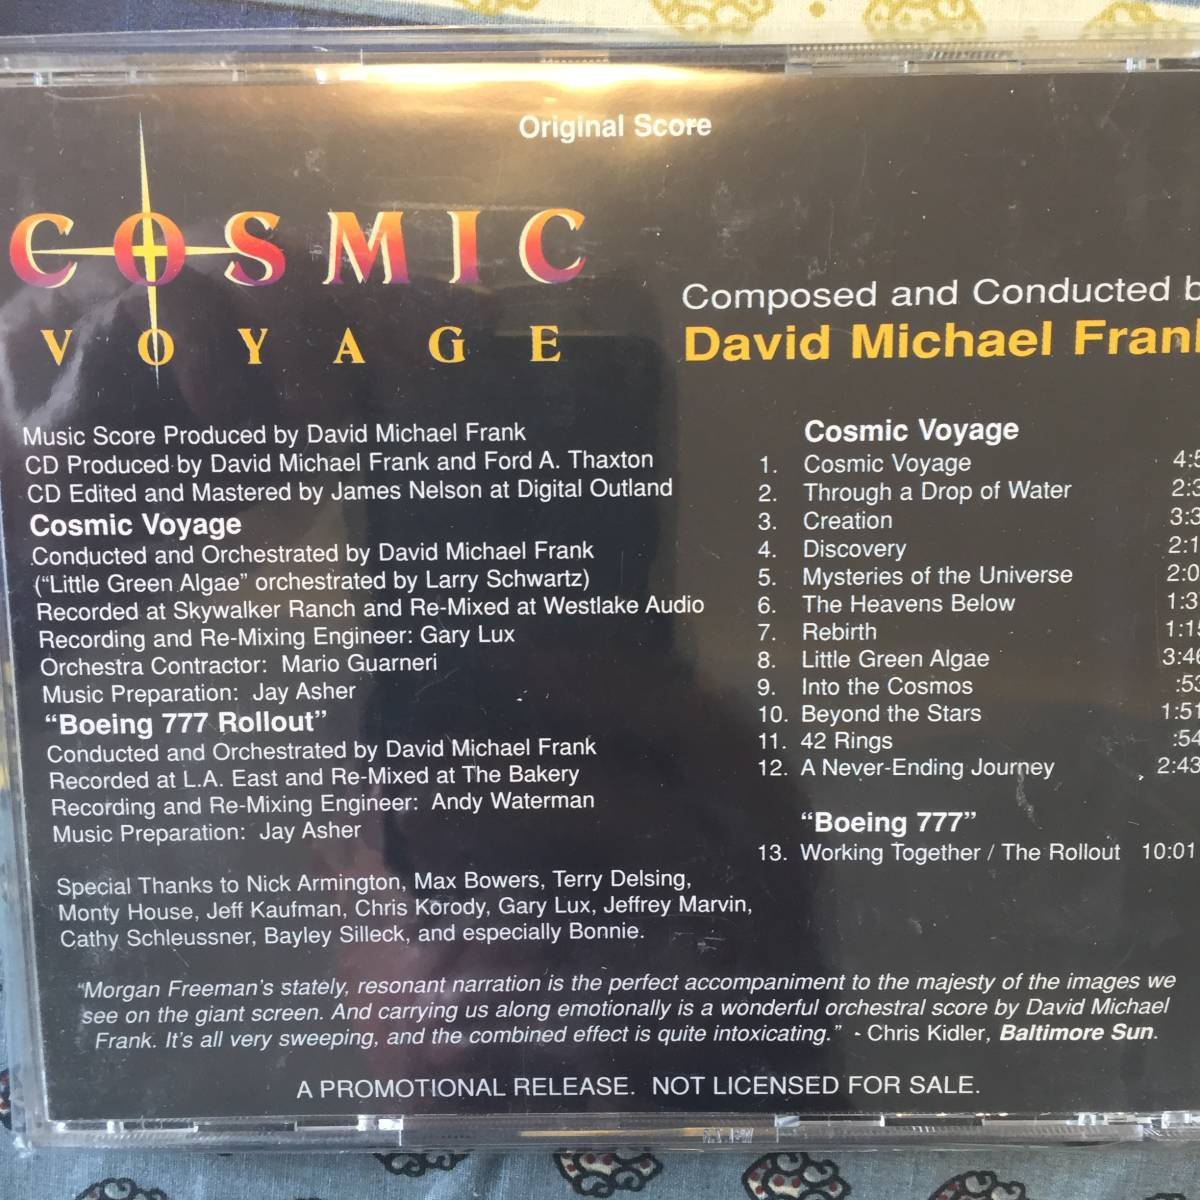 Original Score
COSMIC
VOYAGE
Composed and Conducted
David Michael
Music Score Produced by David Michael Frank
CD Produced by David Michael Frank and Ford A. Thaxton
CD Edited and Mastered by James Nelson at Digital Outland
Cosmic Voyage
Conducted and Orchestrated by David Michael Frank
("Little Green Algae" orchestrated by Larry Schwartz)
Recorded at Skywalker Ranch and Re-Mixed at Westlake Audio
Recording and Re-Mixing Engineer: Gary Lux
Orchestra Contractor: Mario Guarneri
Music Preparation: Jay Asher
"Boeing 777 Rollout"
Conducted and Orchestrated by David Michael Frank
Recorded at L.A. East and Re-Mixed at The Bakery
Recording and Re-Mixing Engineer: Andy Waterman
Music Preparation: Jay Asher
Special Thanks to Nick Armington, Max Bowers, Terry Delsing,
Monty House, Jeff Kaufman, Chris Korody, Gary Lux, Jeffrey Marvin,
Cathy Schleussner, Bayley Silleck, and especially Bonnie.
Cosmic Voyage
1. Cosmic Voyage
2. Through a Drop of Water
3. Creation
4. Discovery
5. Mysteries of the Universe
6. The Heavens Below
7. Rebirth
8. Little Green Algae 3:46
9. Into the Cosmos :53
10. Beyond the Stars 1:51
11. 42 Rings :54
12. A Never-Ending Journey 2:43
"Boeing 777"
13. Working Together / The Rollout 10:01
"Morgan Freeman's stately, resonant narration is the perfect accompaniment to the majesty of the images we
see on the giant screen. And carrying us along emotionally is a wonderful orchestral score by David Michael
Frank. It's all very sweeping, and the combined effect is quite intoxicating." - Chris Kidler, Baltimore Sun.
A PROMOTIONAL RELEASE. NOT LICENSED FOR SALE.